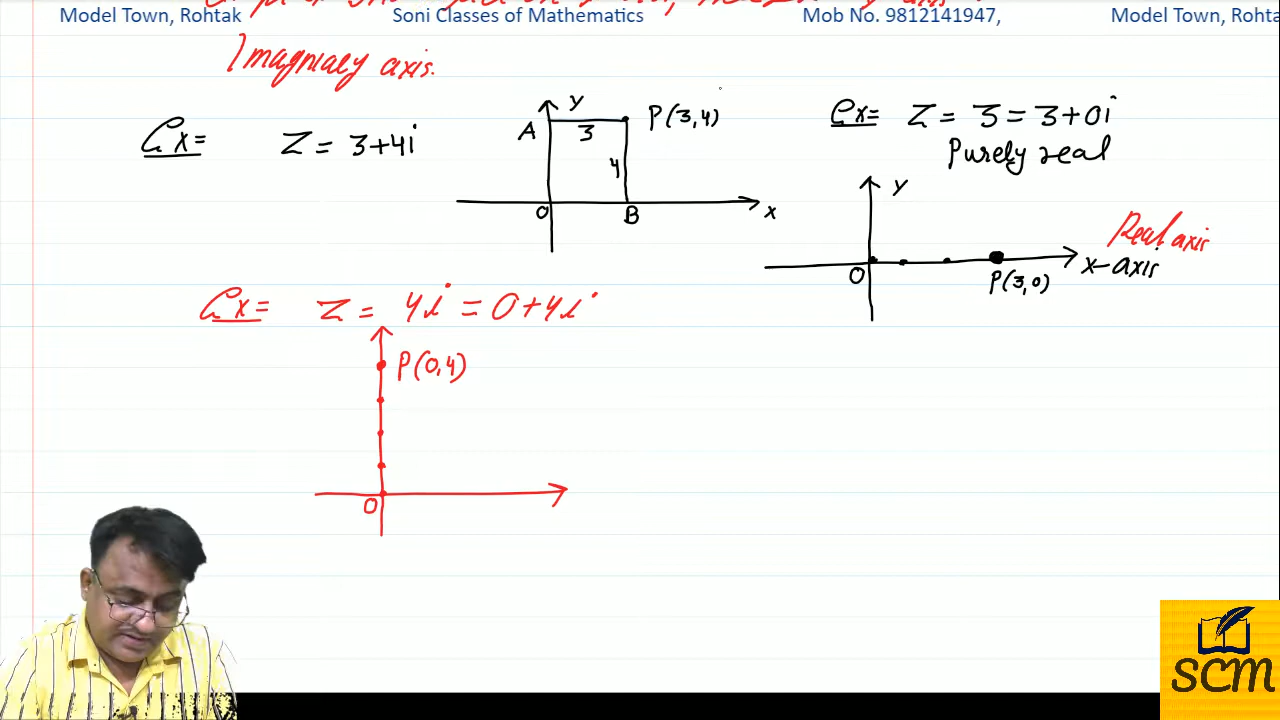 Model Town, Rohtak Soni Classes of Mathematics Mob No. 9812141947, Model Town, Rohta
Imagniary axis.
Ex= Z = 3+4i
y
A 3 P(3,4)
4
O B x
Ex= Z = 3 = 3+0i
Purely real
y
Real axis
O P(3,0) x-axis
Ex= Z = 4i = 0+4i
P(0,4)
O
SCM